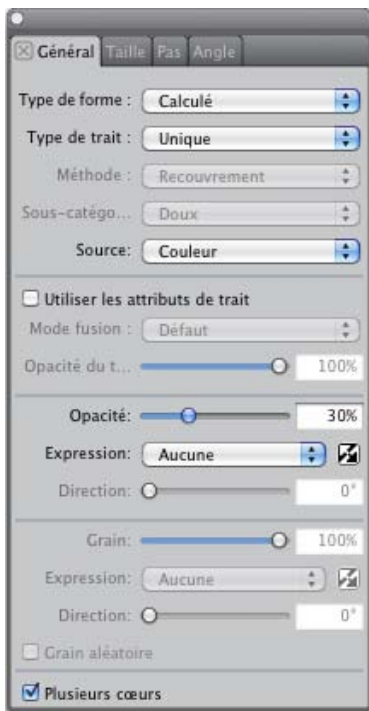 Général Taille Pas Angle
Type de forme : Calculé
Type de trait : Unique
Méthode : Recouvrement
Sous-catégo... Doux
Source: Couleur
Utiliser les attributs de trait
Mode fusion : Défaut
Opacité du t... 100%
Opacité: 30%
Expression: Aucune
Direction: 0°
Grain: 100%
Expression: Aucune
Direction: 0°
Grain aléatoire
Plusieurs cœurs